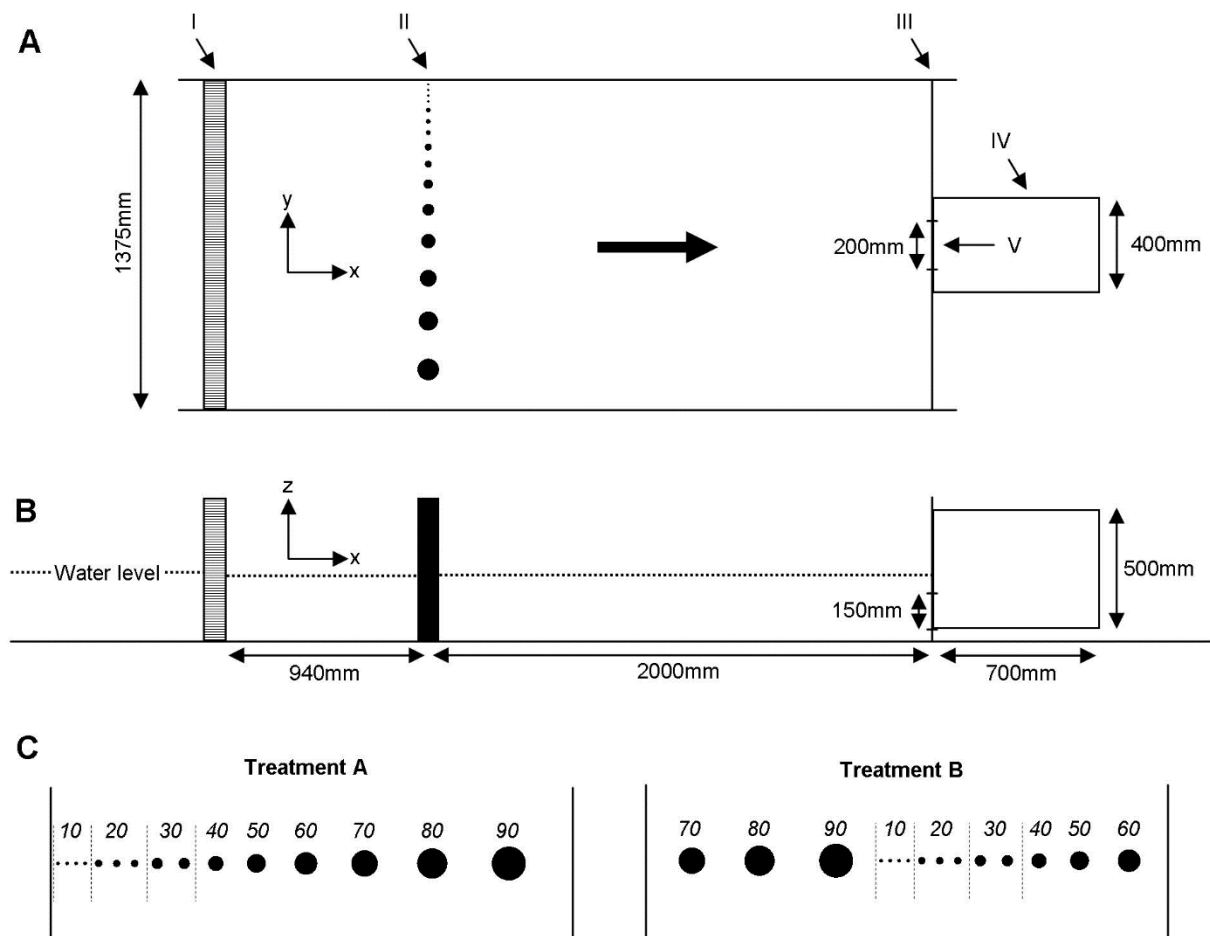 I
II
III
A
IV
y
x
1375mm
200mm
V
400mm
B
z
x
Water level
500mm
150mm
940mm
2000mm
700mm
C
Treatment A
Treatment B
10 20 30 40 50 60 70 80 90
70 80 90 10 20 30 40 50 60